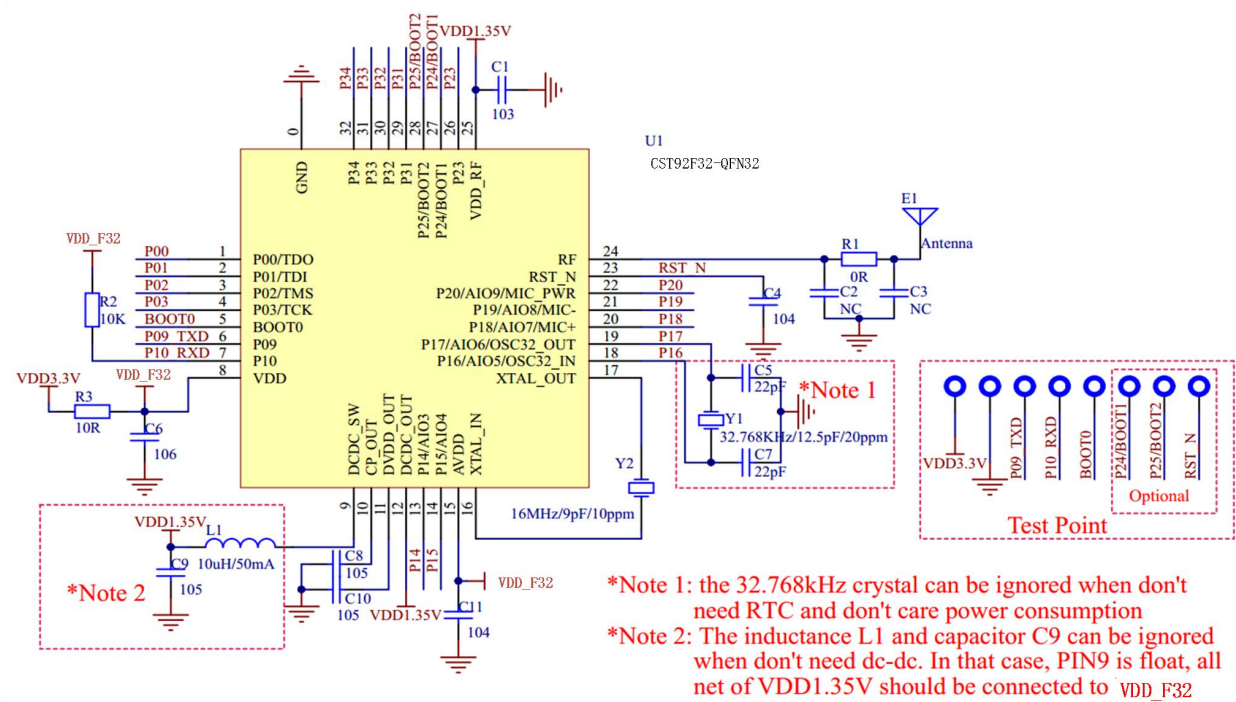 VDD1.35V
P34
P33
P32
P31
P25/BOOT2
P24/BOOT1
P23
C1
103
0
32
31
30
29
28
27
26
25
GND
P34
P33
P32
P31
P25/BOOT2
P24/BOOT1
P23
VDD_RF
U1
CST92F32-QFN32
E1
Antenna
VDD_F32
R2
10K
P00 1 P00/TDO
P01 2 P01/TDI
P02 3 P02/TMS
P03 4 P03/TCK
BOOT0 5 BOOT0
P09 TXD 6 P09
P10 RXD 7 P10
8 VDD
RF 24
RST_N 23 RST N
P20/AIO9/MIC_PWR 22 P20
P19/AIO8/MIC- 21 P19
P18/AIO7/MIC+ 20 P18
P17/AIO6/OSC32_OUT 19 P17
P16/AIO5/OSC32_IN 18 P16
XTAL_OUT 17
R1
0R
C2
NC
C3
NC
C4
104
VDD3.3V
R3
10R
VDD_F32
C6
106
C5
22pF
*Note 1
Y1
32.768KHz/12.5pF/20ppm
C7
22pF
DCDC_SW
CP_OUT
DVDD_OUT
DCDC_OUT
P14/AIO3
P15/AIO4
AVDD
XTAL_IN
9
10
11
12
13
14
15
16
Y2
16MHz/9pF/10ppm
VDD1.35V
L1
10uH/50mA
C9
105
*Note 2
C8
105
C10
105
VDD1.35V
P14
P15
VDD_F32
C11
104
VDD3.3V
P09 TXD
P10 RXD
BOOT0
P24/BOOT1
P25/BOOT2
RST N
Optional
Test Point
*Note 1: the 32.768kHz crystal can be ignored when don't
need RTC and don't care power consumption
*Note 2: The inductance L1 and capacitor C9 can be ignored
when don't need dc-dc. In that case, PIN9 is float, all
net of VDD1.35V should be connected to VDD_F32